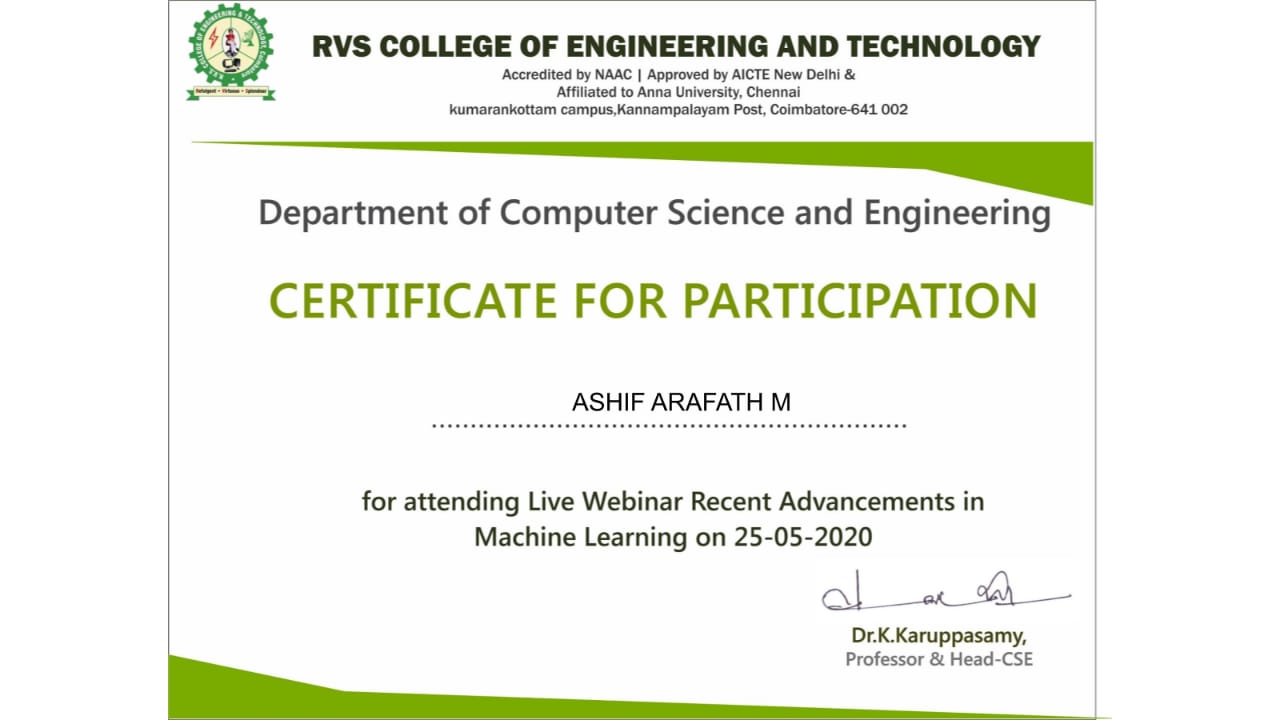 RVS COLLEGE OF ENGINEERING AND TECHNOLOGY
Accredited by NAAC | Approved by AICTE New Delhi &
Affiliated to Anna University, Chennai
kumarankottam campus,Kannampalayam Post, Coimbatore-641 002
Department of Computer Science and Engineering
CERTIFICATE FOR PARTICIPATION
ASHIF ARAFATH M
for attending Live Webinar Recent Advancements in
Machine Learning on 25-05-2020
Dr.K.Karuppasamy,
Professor & Head-CSE